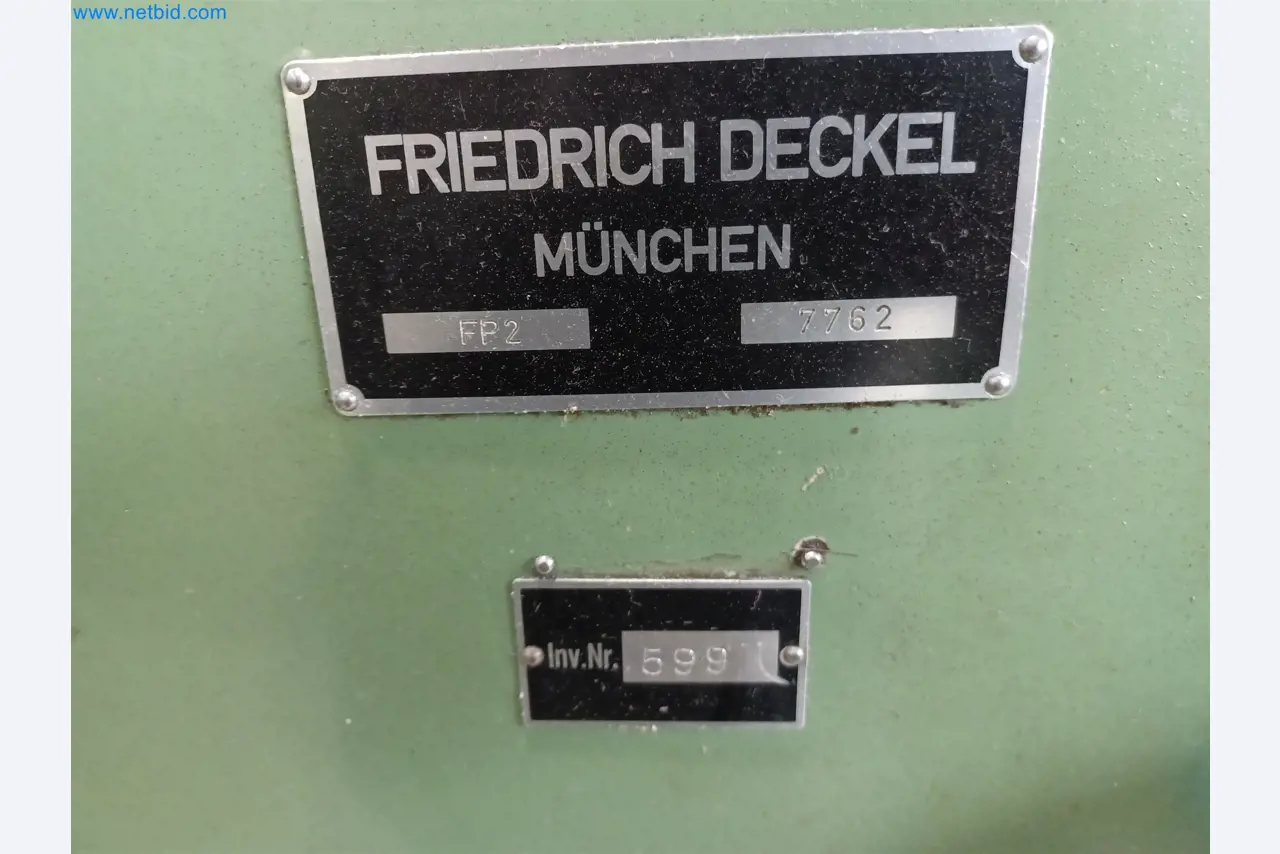 www.netbid.com
FRIEDRICH DECKEL
MÜNCHEN
FP2 7762
Inv.Nr. 599